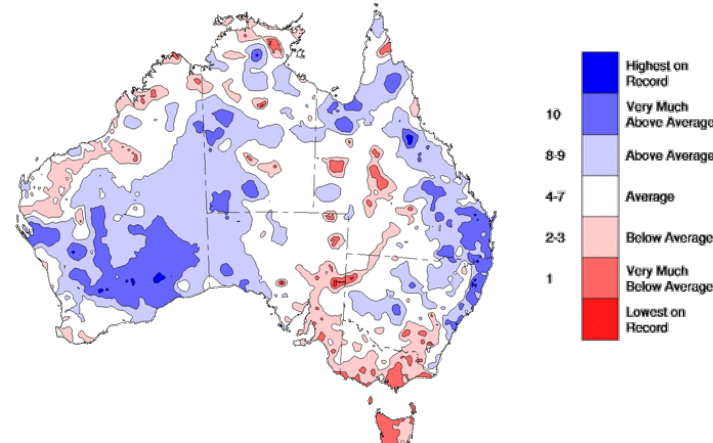 Highest on
Record
10
Very Much
Above Average
8-9
Above Average
4-7
Average
2-3
Below Average
1
Very Much
Below Average
Lowest on
Record